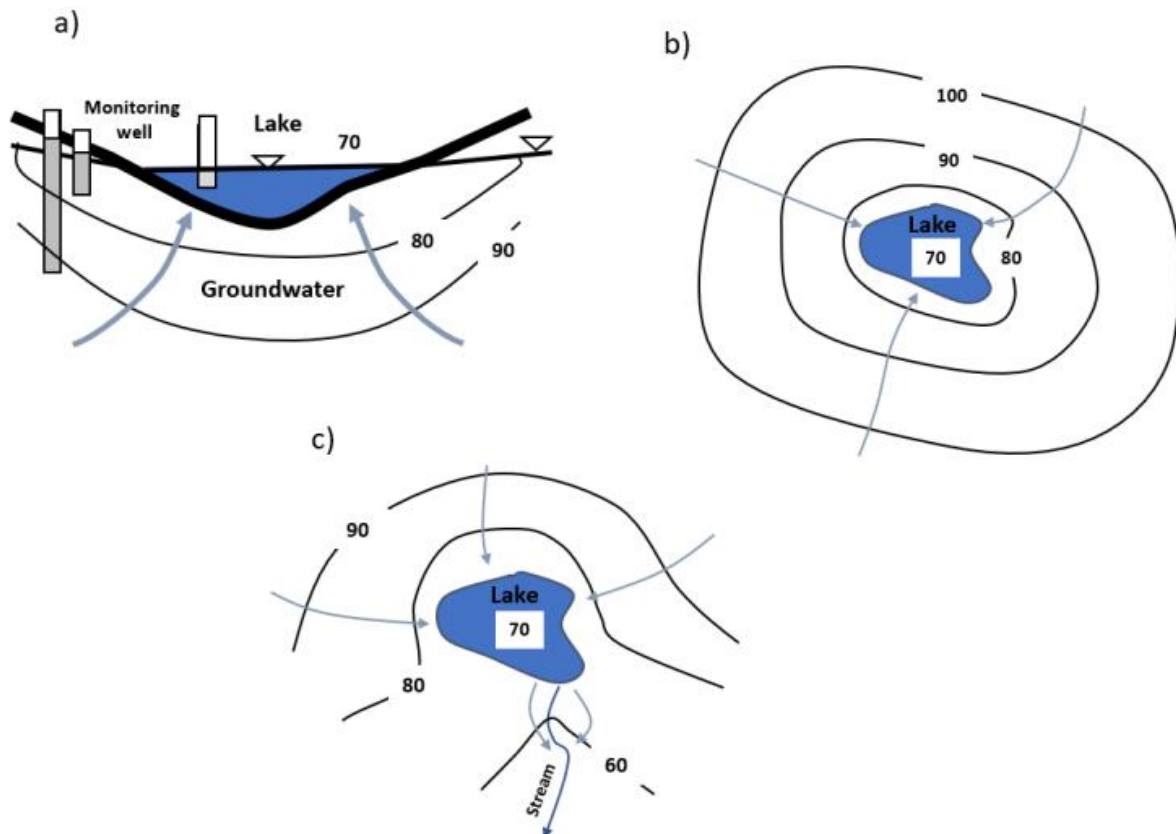 a)
Monitoring
well
Lake
70
80
90
Groundwater
b)
100
90
Lake
70
80
c)
90
Lake
70
80
60
Stream